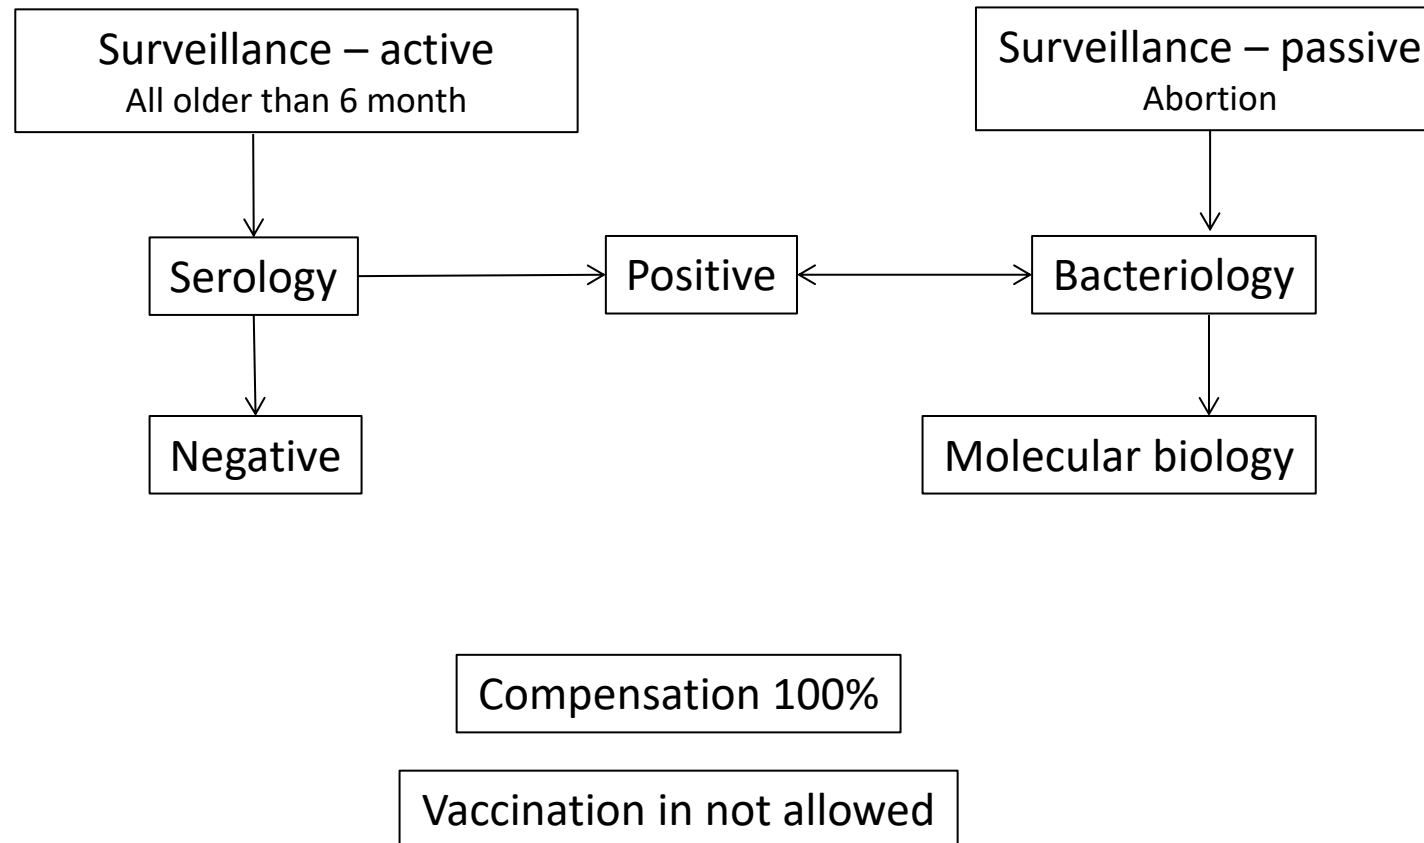 Surveillance – active
All older than 6 month
Surveillance – passive
Abortion
Serology
Positive
Bacteriology
Negative
Molecular biology
Compensation 100%
Vaccination in not allowed